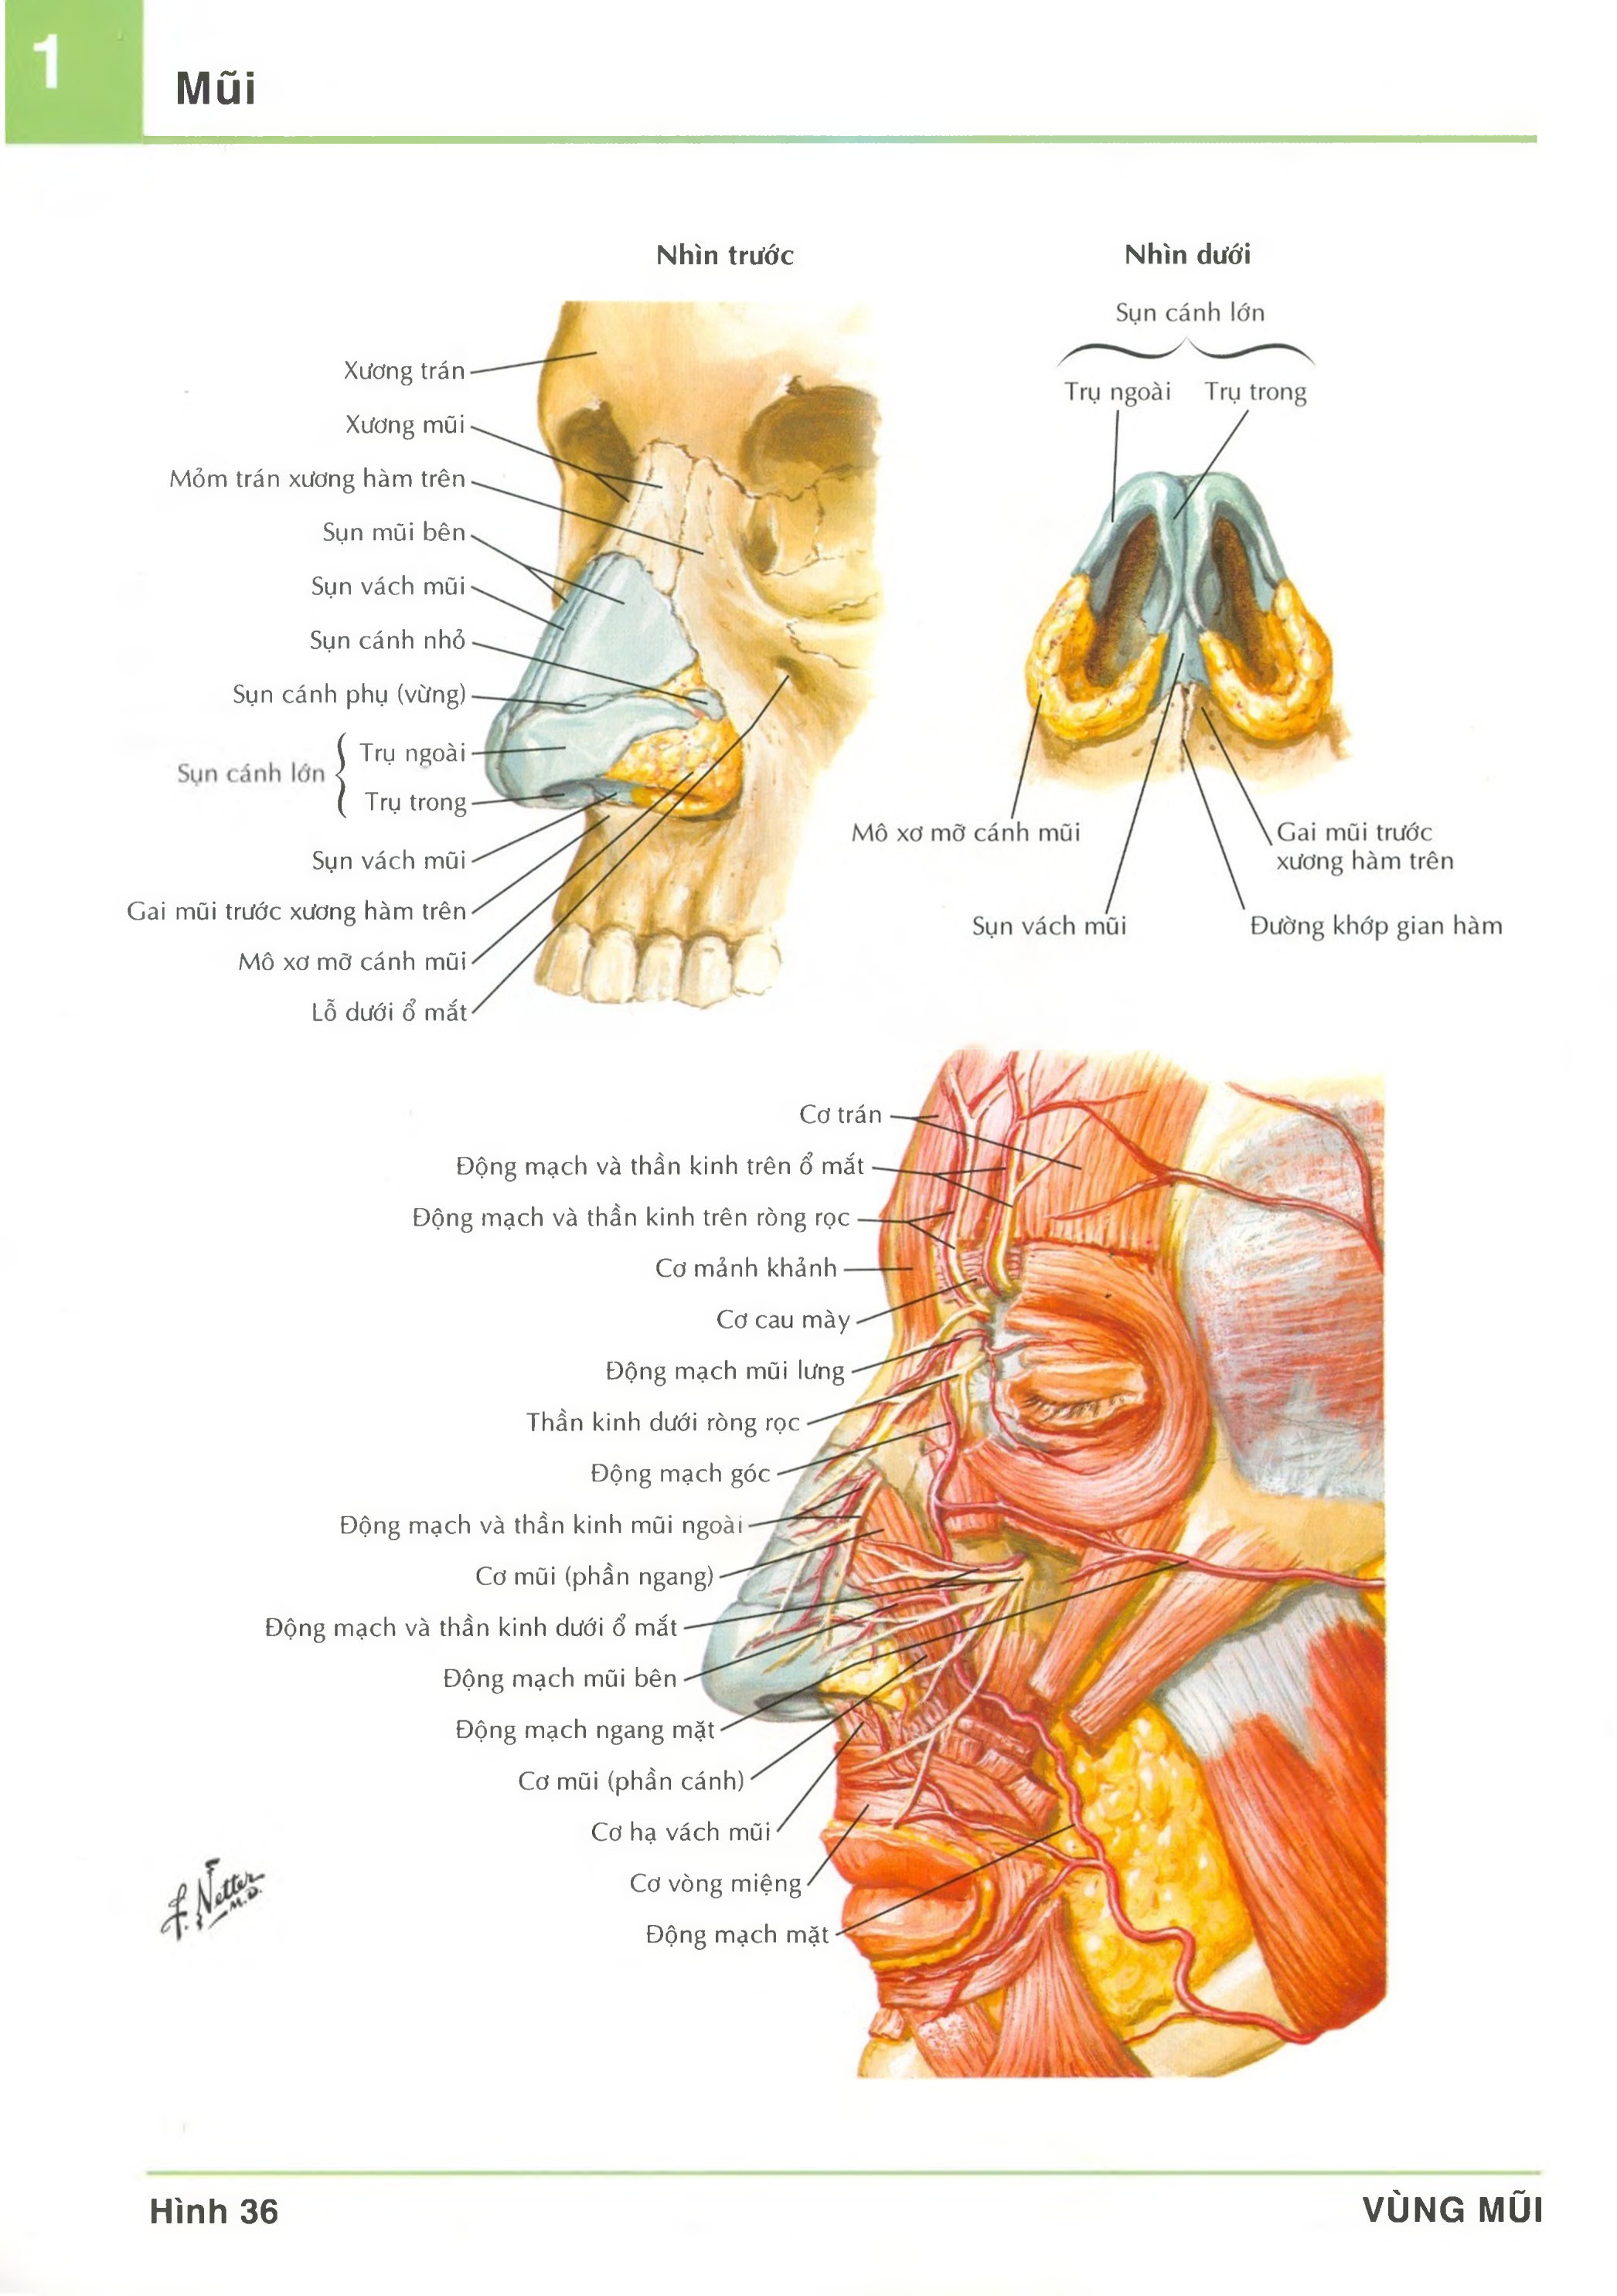 1
Mũi
Nhìn trước
Xương trán
Xương mũi
Mỏm trán xương hàm trên
Sụn mũi bên
Sụn vách mũi
Sụn cánh nhỏ
Sụn cánh phụ (vừng)
Sụn cánh lớn
Trụ ngoài
Trụ trong
Sụn vách mũi
Gai mũi trước xương hàm trên
Mô xơ mỡ cánh mũi
Lỗ dưới ổ mắt
Nhìn dưới
Sụn cánh lớn
Trụ ngoài Trụ trong
Mô xơ mỡ cánh mũi
Gai mũi trước
xương hàm trên
Sụn vách mũi
Đường khớp gian hàm
Cơ trán
Động mạch và thần kinh trên ổ mắt
Động mạch và thần kinh trên ròng rọc
Cơ mảnh khảnh
Cơ cau mày
Động mạch mũi lưng
Thần kinh dưới ròng rọc
Động mạch góc
Động mạch và thần kinh mũi ngoài
Cơ mũi (phần ngang)
Động mạch và thần kinh dưới ổ mắt
Động mạch mũi bên
Động mạch ngang mặt
Cơ mũi (phần cánh)
Cơ hạ vách mũi
Cơ vòng miệng
Động mạch mặt
F. Netter
M.D.
Hình 36
VÙNG MŨI